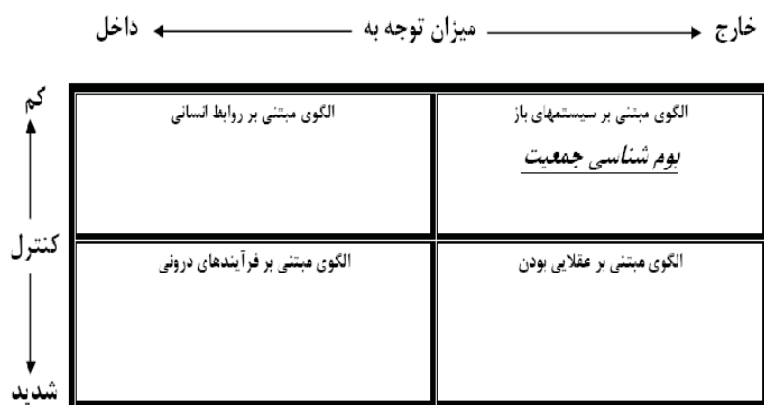 خارج میزان توجه به داخل
کم
الگوی مبتنی بر سیستمهای باز
بوم شناسی جمعیت
الگوی مبتنی بر روابط انسانی
کنترل
الگوی مبتنی بر عقلایی بودن
الگوی مبتنی بر فرآیندهای درونی
شدید